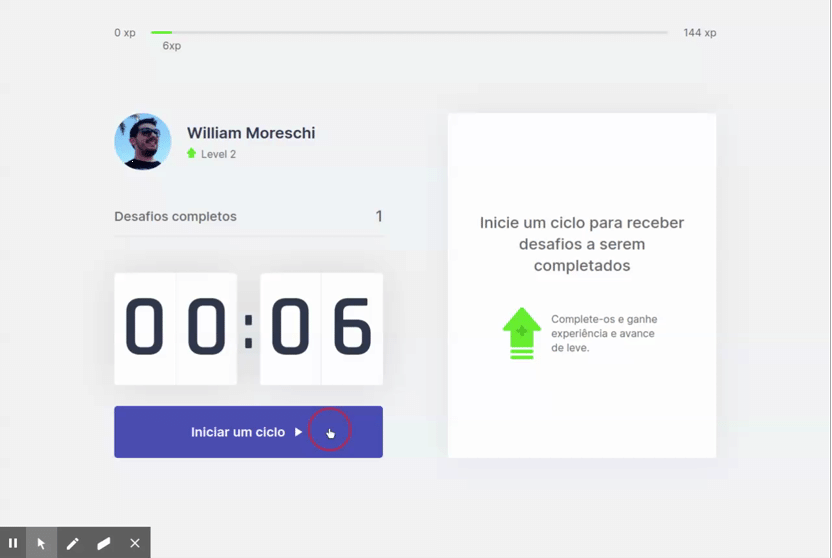 0 xp
144 xp
6xp
William Moreschi
Level 2
Desafios completos
1
00:06
Iniciar um ciclo
Inicie um ciclo para receber
desafios a serem
completados
Complete-os e ganhe
experiência e avance
de leve.